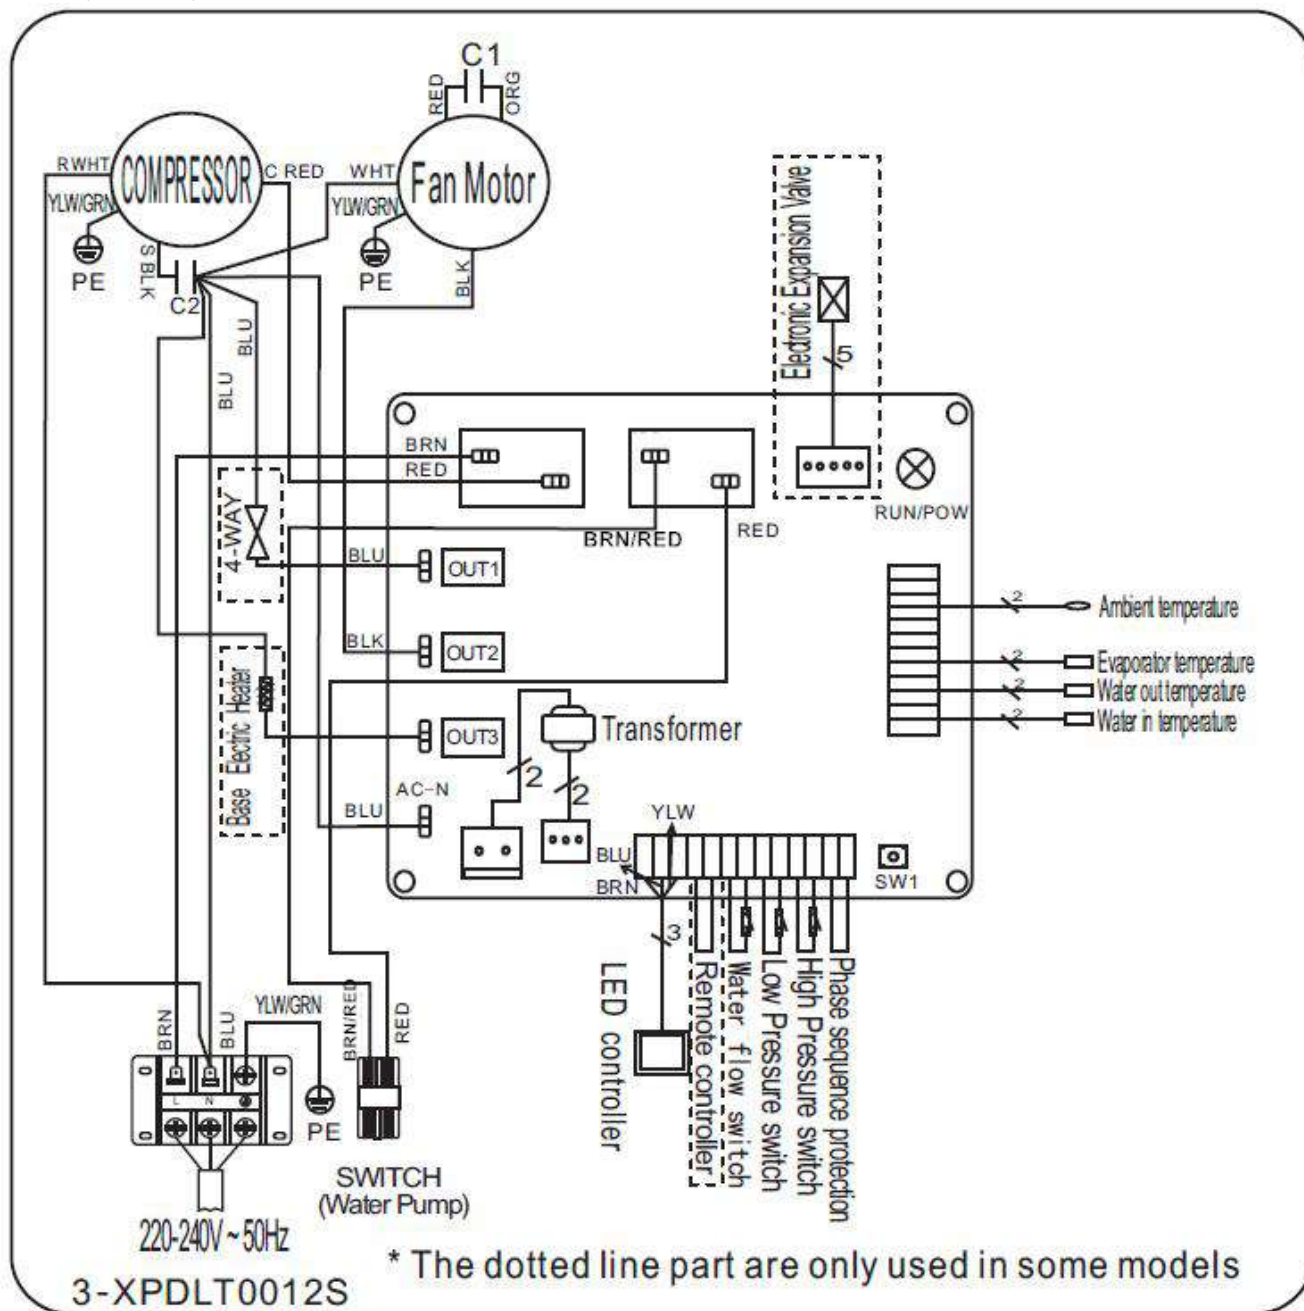 C1
RED
ORG
R WHT
COMPRESSOR
C RED
WHT
Fan Motor
YLW/GRN
YLW/GRN
PE
S BLK
C2
PE
BLK
Electronic Expansion Valve
5
BLU
BLU
BRN
RED
BRN/RED
RED
RUN/POW
4-WAY
BLU
OUT1
BLK
OUT2
Base Electric Heater
OUT3
Transformer
2
2
AC-N
BLU
2
Ambient temperature
2
Evaporator temperature
2
Water out temperature
2
Water in temperature
YLW
BLU
BRN
SW1
3
LED controller
Remote controller
Water flow switch
Low Pressure switch
High Pressure switch
Phase sequence protection
BRN
BLU
YLW/GRN
BRN/RED
RED
L
N
PE
SWITCH
(Water Pump)
220-240V ~ 50Hz
* The dotted line part are only used in some models
3-XPDLT0012S